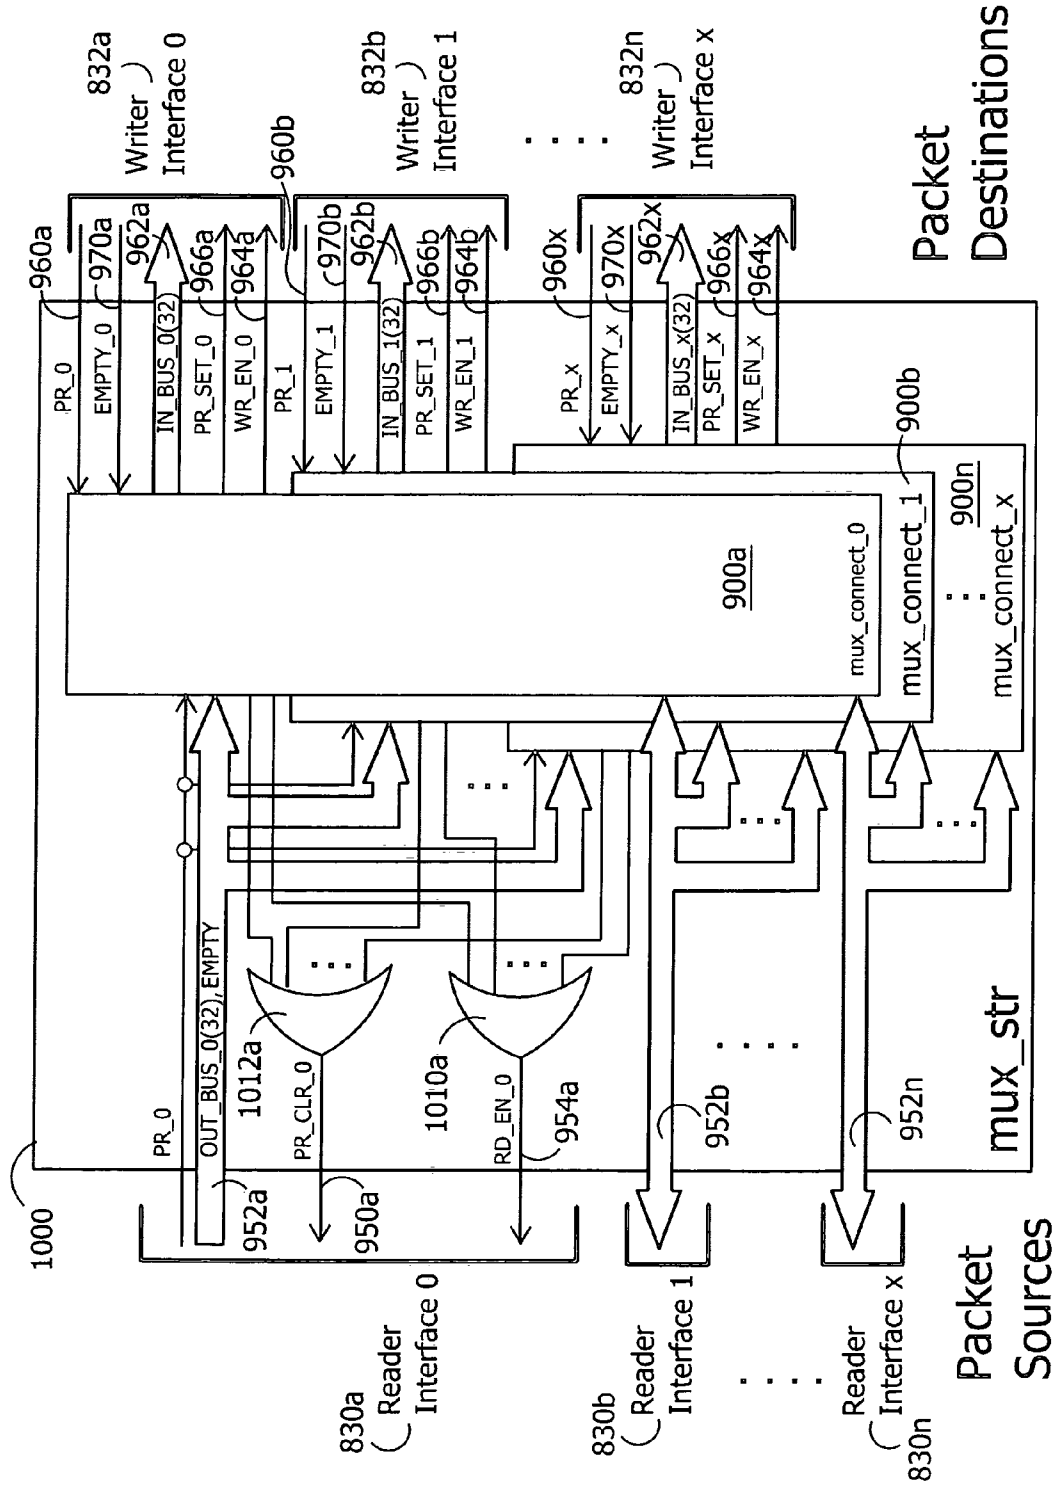 1000
Packet
Sources
830a
Reader
Interface 0
830b
Reader
Interface 1
830n
Reader
Interface x
PR_0
OUT_BUS_0(32),EMPTY
952a
1012a
PR_CLR_0
950a
1010a
RD_EN_0
954a
952b
952n
mux_str
900a
mux_connect_0
900b
mux_connect_1
900n
mux_connect_x
PR_0
960a
EMPTY_0
970a
IN_BUS_0(32)
962a
PR_SET_0
966a
WR_EN_0
964a
PR_1
960b
EMPTY_1
970b
IN_BUS_1(32)
962b
PR_SET_1
966b
WR_EN_1
964b
PR_x
960x
EMPTY_x
970x
IN_BUS_x(32)
962x
PR_SET_x
966x
WR_EN_x
964x
832a
Writer
Interface 0
832b
Writer
Interface 1
832n
Writer
Interface x
Packet
Destinations